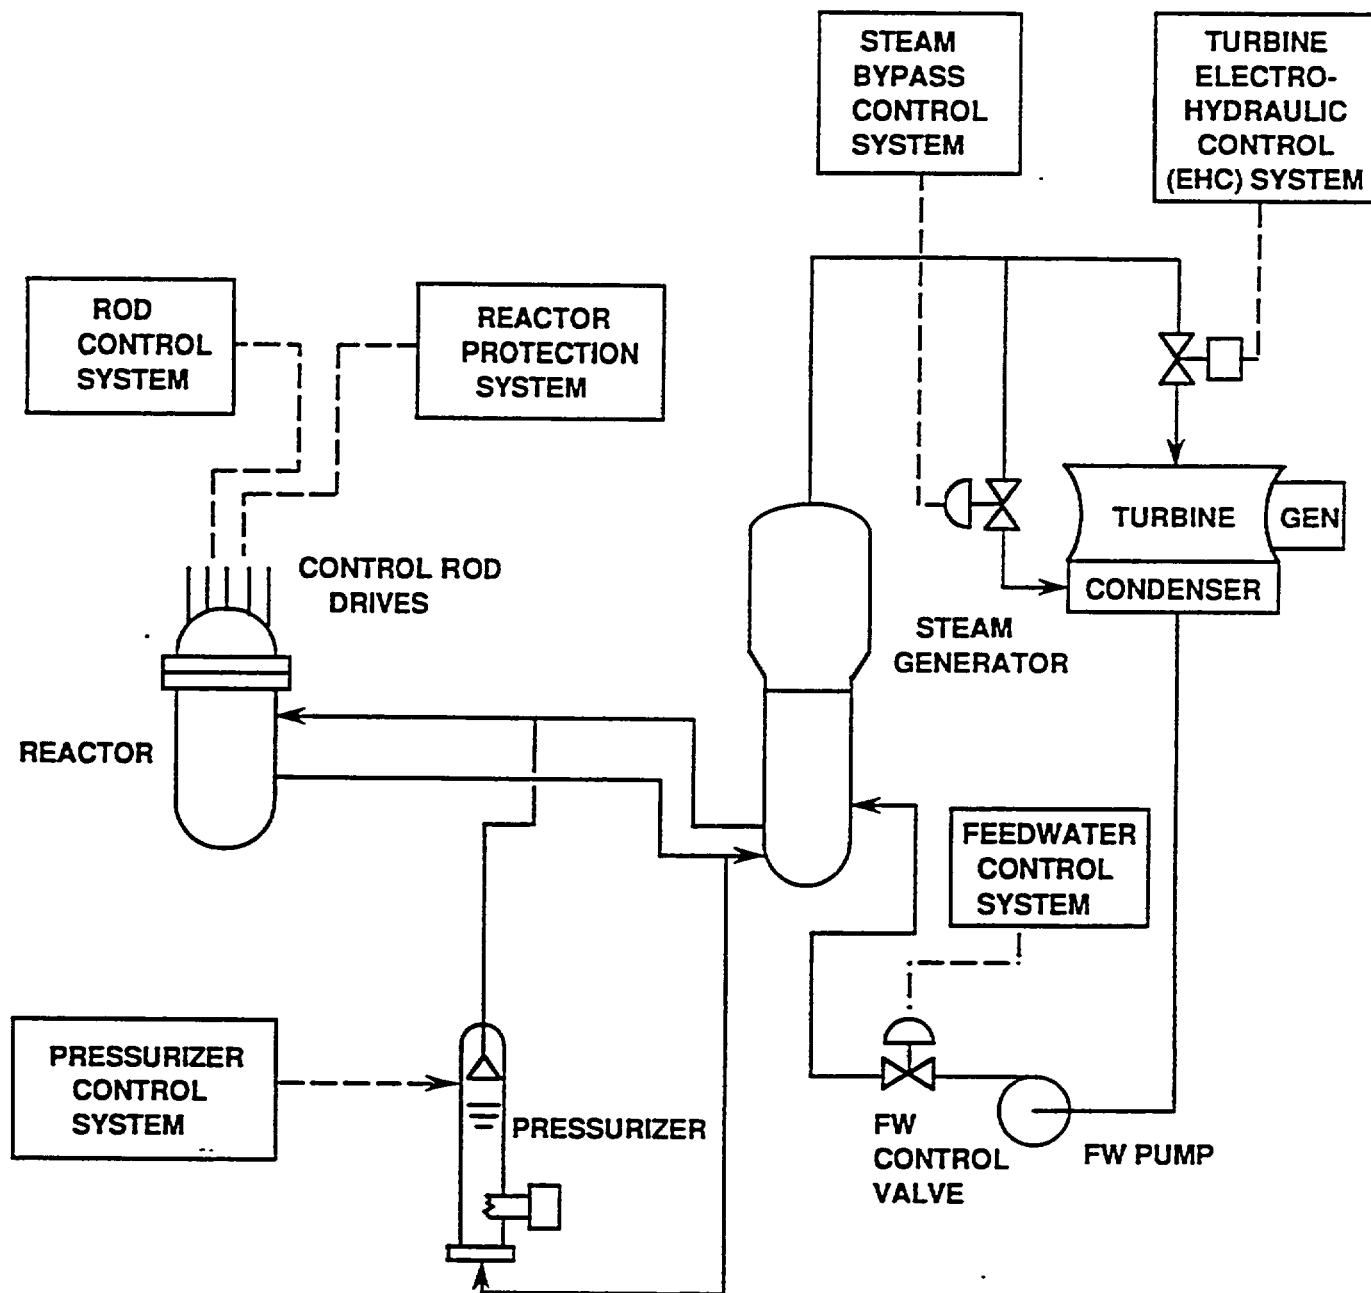 STEAM
BYPASS
CONTROL
SYSTEM
TURBINE
ELECTRO-
HYDRAULIC
CONTROL
(EHC) SYSTEM
ROD
CONTROL
SYSTEM
REACTOR
PROTECTION
SYSTEM
CONTROL ROD
DRIVES
TURBINE
GEN
CONDENSER
STEAM
GENERATOR
REACTOR
FEEDWATER
CONTROL
SYSTEM
PRESSURIZER
CONTROL
SYSTEM
PRESSURIZER
FW
CONTROL
VALVE
FW PUMP